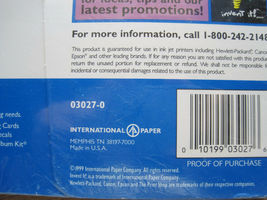 for ideas, tips and our
latest promotions!
invent it
For more information, call 1-800-242-2148
This product is guaranteed for use in ink jet printers including Hewlett-Packard, Canon
Epson and other leading brands. If for any reason you are not satisfied with this
return the unused portion for replacement or refund. We shall not be responsible
incidental or consequential damages related to the use of this product.
03027-0
ing needs.
Cards
ecals
bum Kit
INTERNATIONAL PAPER
MEMPHIS TN 38197-7000
Made in U.S.A.
0 10199 03027
PROOF OF PURCHASE
©1999 International Paper Company. All rights reserved.
Invent It is a trademark of International Paper Company.
Hewlett-Packard, Canon, Epson and The Print Shop are trademarks of their respective companies.